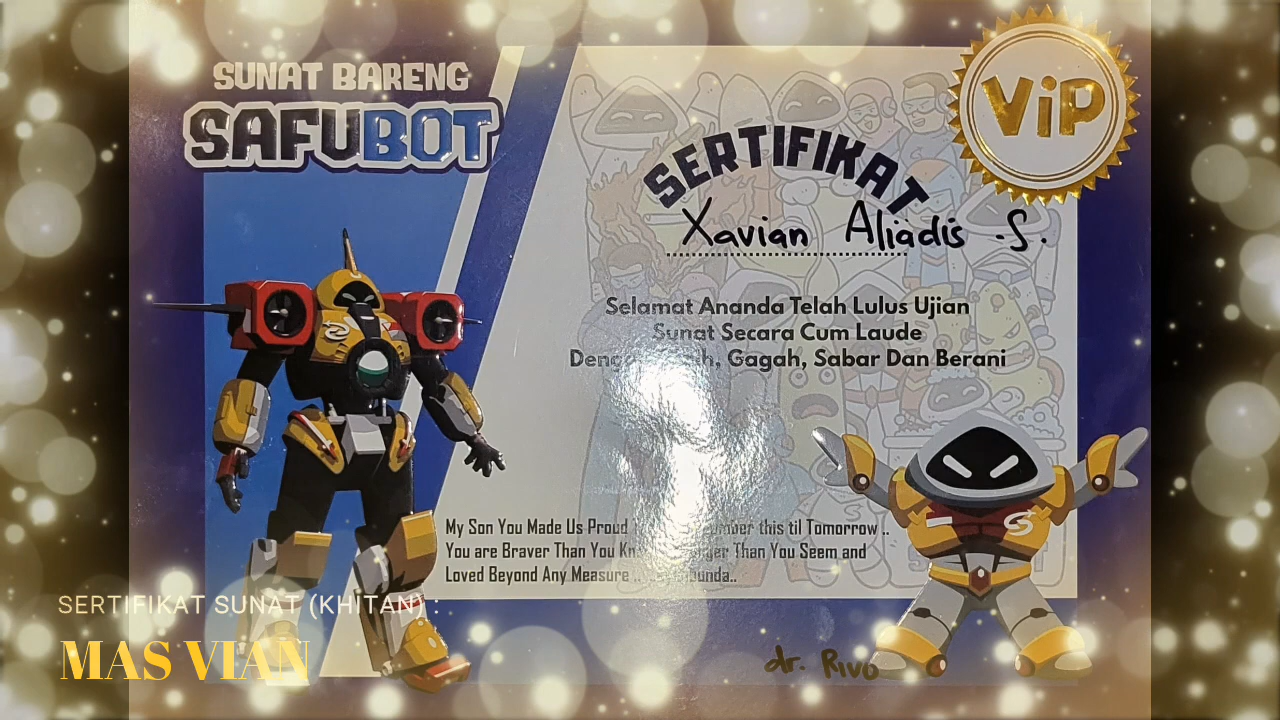 SUNAT BARENG
SAFUBOT
ViP
SERTIFIKAT
Xavian Aliadis .S.
Selamat Ananda Telah Lulus Ujian
Sunat Secara Cum Laude
Gagah, Sabar Dan Berani
My Son You Made Us Proud this til Tomorrow ..
You are Braver Than You Than You Seem and
Loved Beyond Any Measure ..
SERTIFIKAT SUNAT (KHITAN) :
MAS VIAN
dr. Rivo